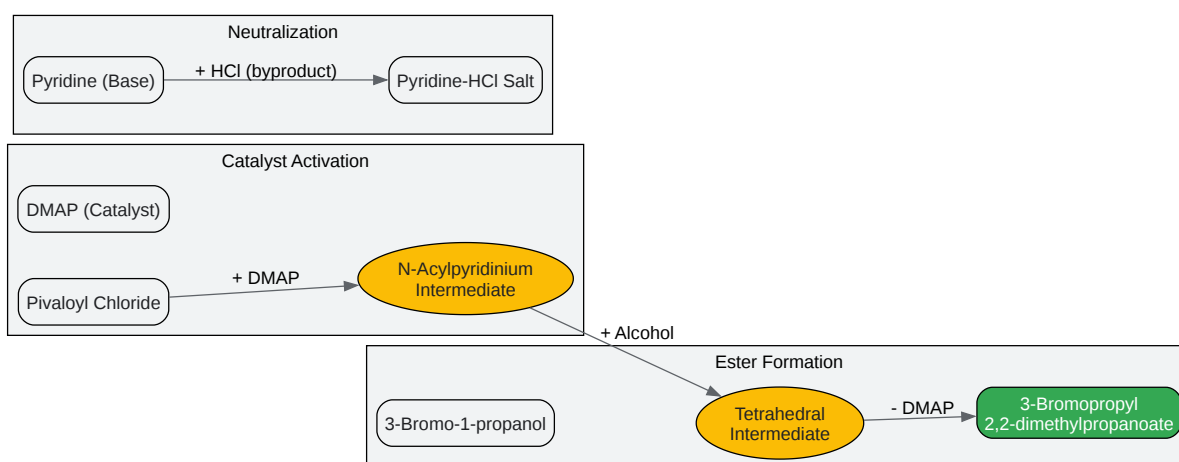 Neutralization
Pyridine (Base)
+ HCl (byproduct)
Pyridine-HCl Salt
Catalyst Activation
DMAP (Catalyst)
Pivaloyl Chloride
+ DMAP
N-Acylpyridinium
Intermediate
+ Alcohol
Ester Formation
3-Bromo-1-propanol
Tetrahedral
Intermediate
- DMAP
3-Bromopropyl
2,2-dimethylpropanoate